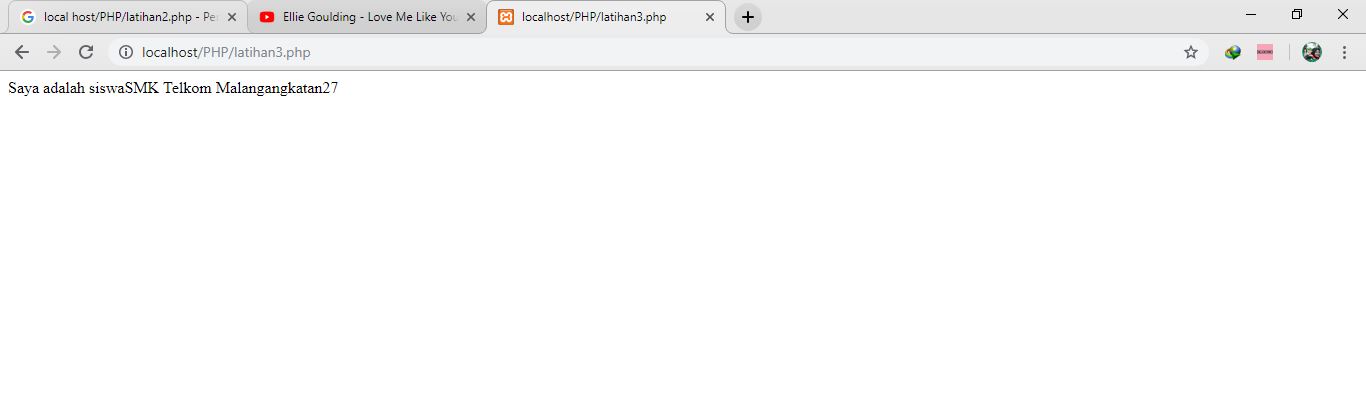 local host/PHP/latihan2.php - Pe
Ellie Goulding - Love Me Like You
localhost/PHP/latihan3.php
localhost/PHP/latihan3.php
Saya adalah siswaSMK Telkom Malangangkatan27